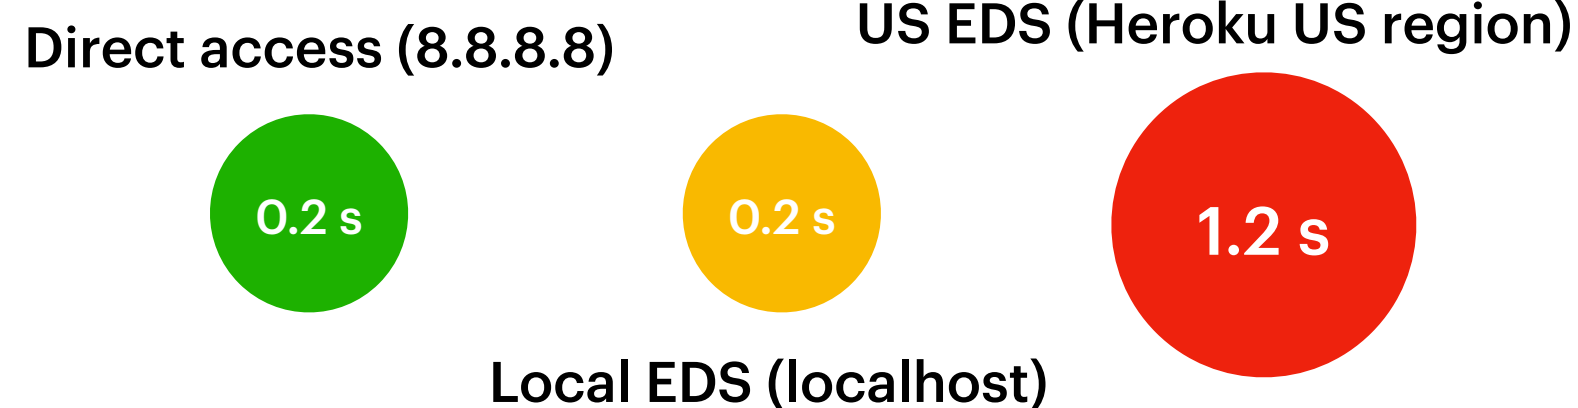 Direct access (8.8.8.8)
US EDS (Heroku US region)
0.2 s
0.2 s
1.2 s
Local EDS (localhost)